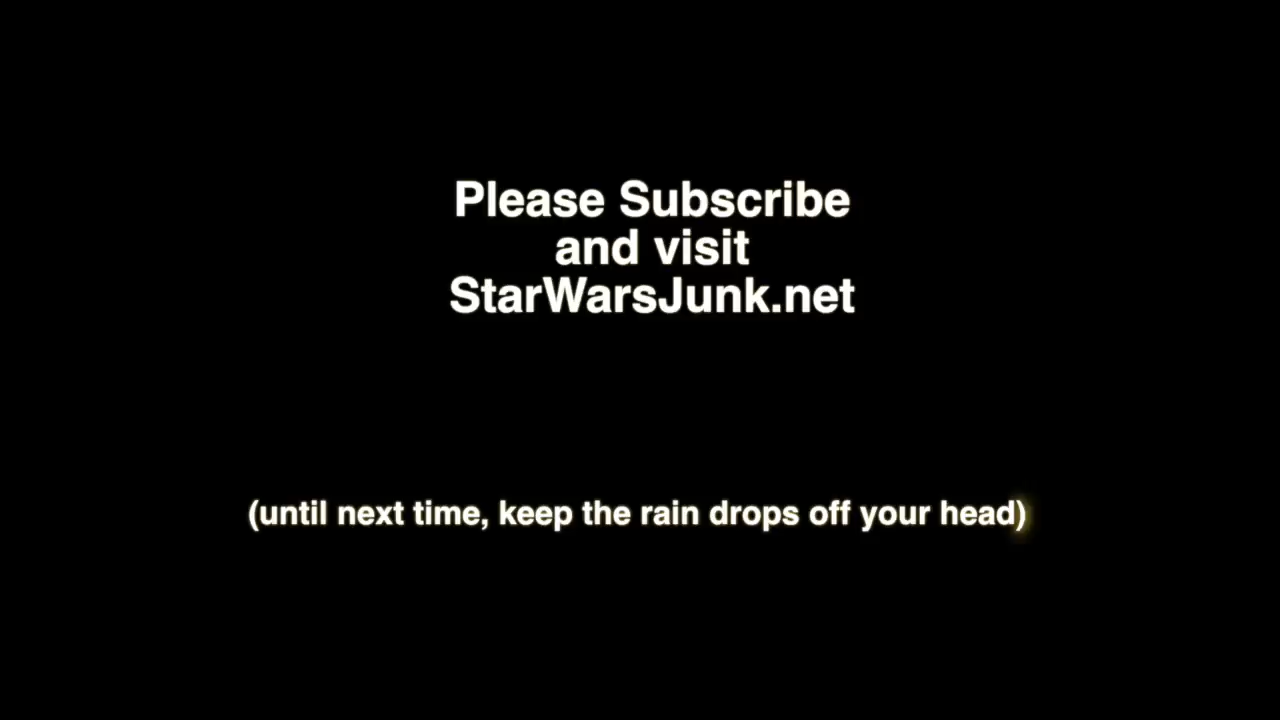 Please Subscribe
and visit
StarWarsJunk.net
(until next time, keep the rain drops off your head)